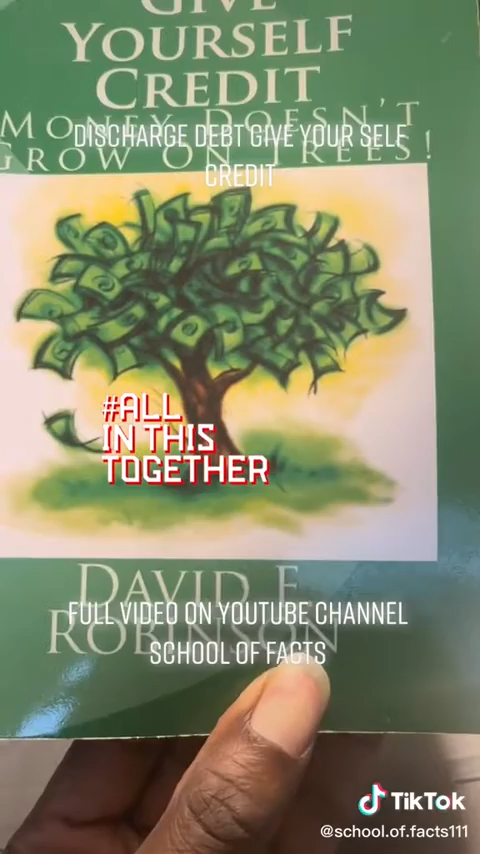 GIVE
YOURSELF
CREDIT
MONEY DOESN'T
GROW ON TREES!
DISCHARGE DEBT GIVE YOUR SELF
CREDIT
#ALL
IN THIS
TOGETHER
DAVID E
ROBINSON
FULL VIDEO ON YOUTUBE CHANNEL
SCHOOL OF FACTS
TikTok
@school.of.facts111